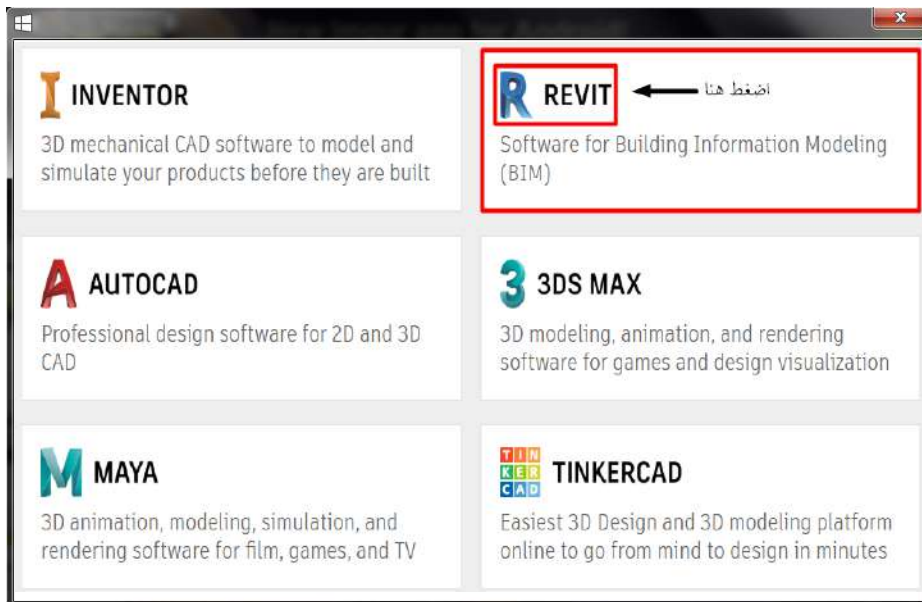 INVENTOR
3D mechanical CAD software to model and
simulate your products before they are built
REVIT
اضغط هنا
Software for Building Information Modeling
(BIM)
AUTOCAD
Professional design software for 2D and 3D
CAD
3DS MAX
3D modeling, animation, and rendering
software for games and design visualization
MAYA
3D animation, modeling, simulation, and
rendering software for film, games, and TV
TIN
KER
CAD
TINKERCAD
Easiest 3D Design and 3D modeling platform
online to go from mind to design in minutes